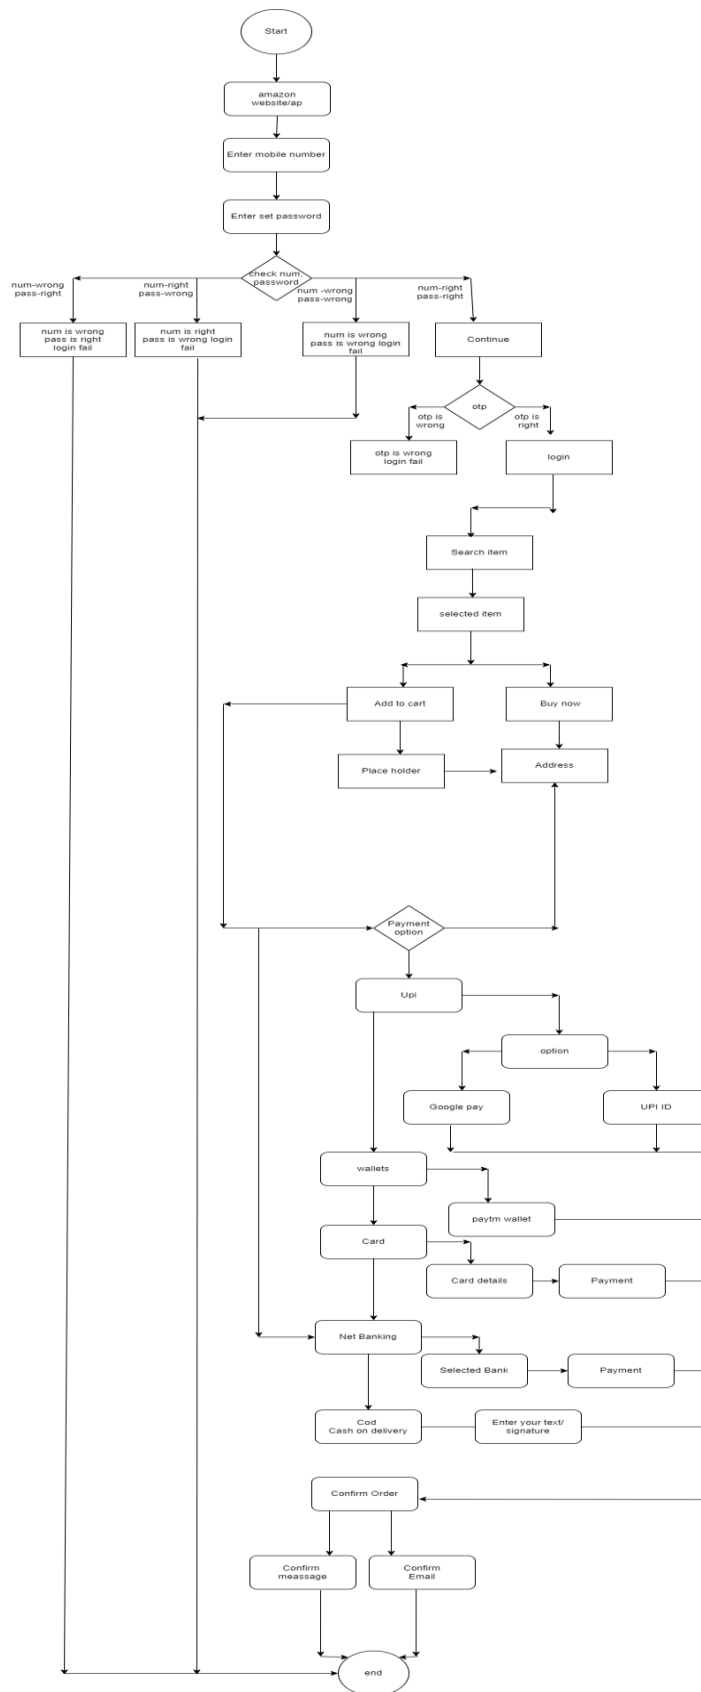 Start
amazon
website/ap
Enter mobile number
Enter set password
check num,
password
num-wrong
pass-right
num-right
pass-wrong
num -wrong
pass-wrong
num-right
pass-right
num is wrong
pass is right
login fail
num is right
pass is wrong login
fail
num is wrong
pass is wrong login
fail
Continue
otp
otp is
wrong
otp is
right
otp is wrong
login fail
login
Search item
selected item
Add to cart
Buy now
Place holder
Address
Payment
option
Upi
option
Google pay
UPI ID
wallets
paytm wallet
Card
Card details
Payment
Net Banking
Selected Bank
Payment
Cod
Cash on delivery
Enter your text/
signature
Confirm Order
Confirm
meassage
Confirm
Email
end